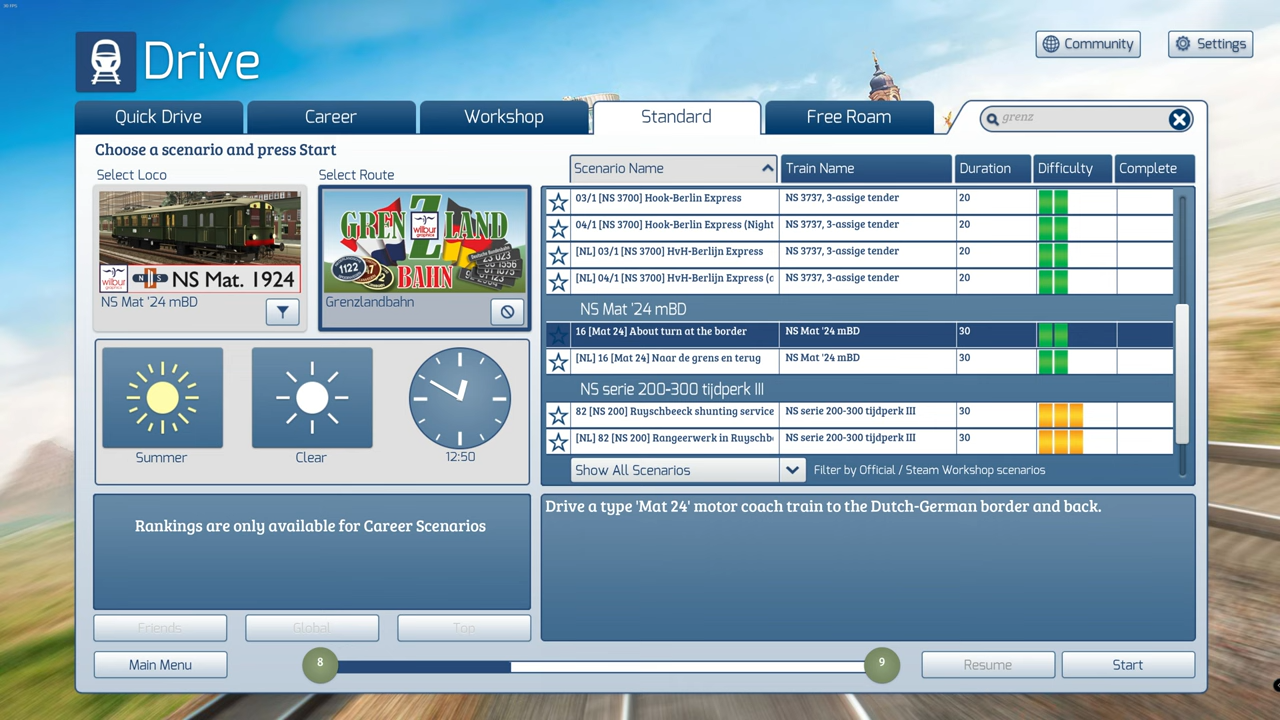 Drive
Community
Settings
Quick Drive
Career
Workshop
Standard
Free Roam
grenz
Choose a scenario and press Start
Select Loco
Select Route
NS Mat. 1924
NS Mat '24 mBD
GRENZLAND
wilbur
BAHN
1122
Grenzlandbahn
Summer
Clear
12:50
Scenario Name
Train Name
Duration
Difficulty
Complete
03/1 [NS 3700] Hook-Berlin Express
NS 3737, 3-assige tender
20
04/1 [NS 3700] Hook-Berlin Express (Night
NS 3737, 3-assige tender
20
[NL] 03/1 [NS 3700] HvH-Berlijn Express
NS 3737, 3-assige tender
20
[NL] 04/1 [NS 3700] HvH-Berlijn Express (c
NS 3737, 3-assige tender
20
NS Mat '24 mBD
16 [Mat 24] About turn at the border
NS Mat '24 mBD
30
[NL] 16 [Mat 24] Naar de grens en terug
NS Mat '24 mBD
30
NS serie 200-300 tijdperk III
82 [NS 200] Ruyschbeeck shunting service
NS serie 200-300 tijdperk III
30
[NL] 82 [NS 200] Rangeerwerk in Ruyschb
NS serie 200-300 tijdperk III
30
Show All Scenarios
Filter by Official / Steam Workshop scenarios
Rankings are only available for Career Scenarios
Drive a type 'Mat 24' motor coach train to the Dutch-German border and back.
Friends
Global
Top
Main Menu
8
9
Resume
Start